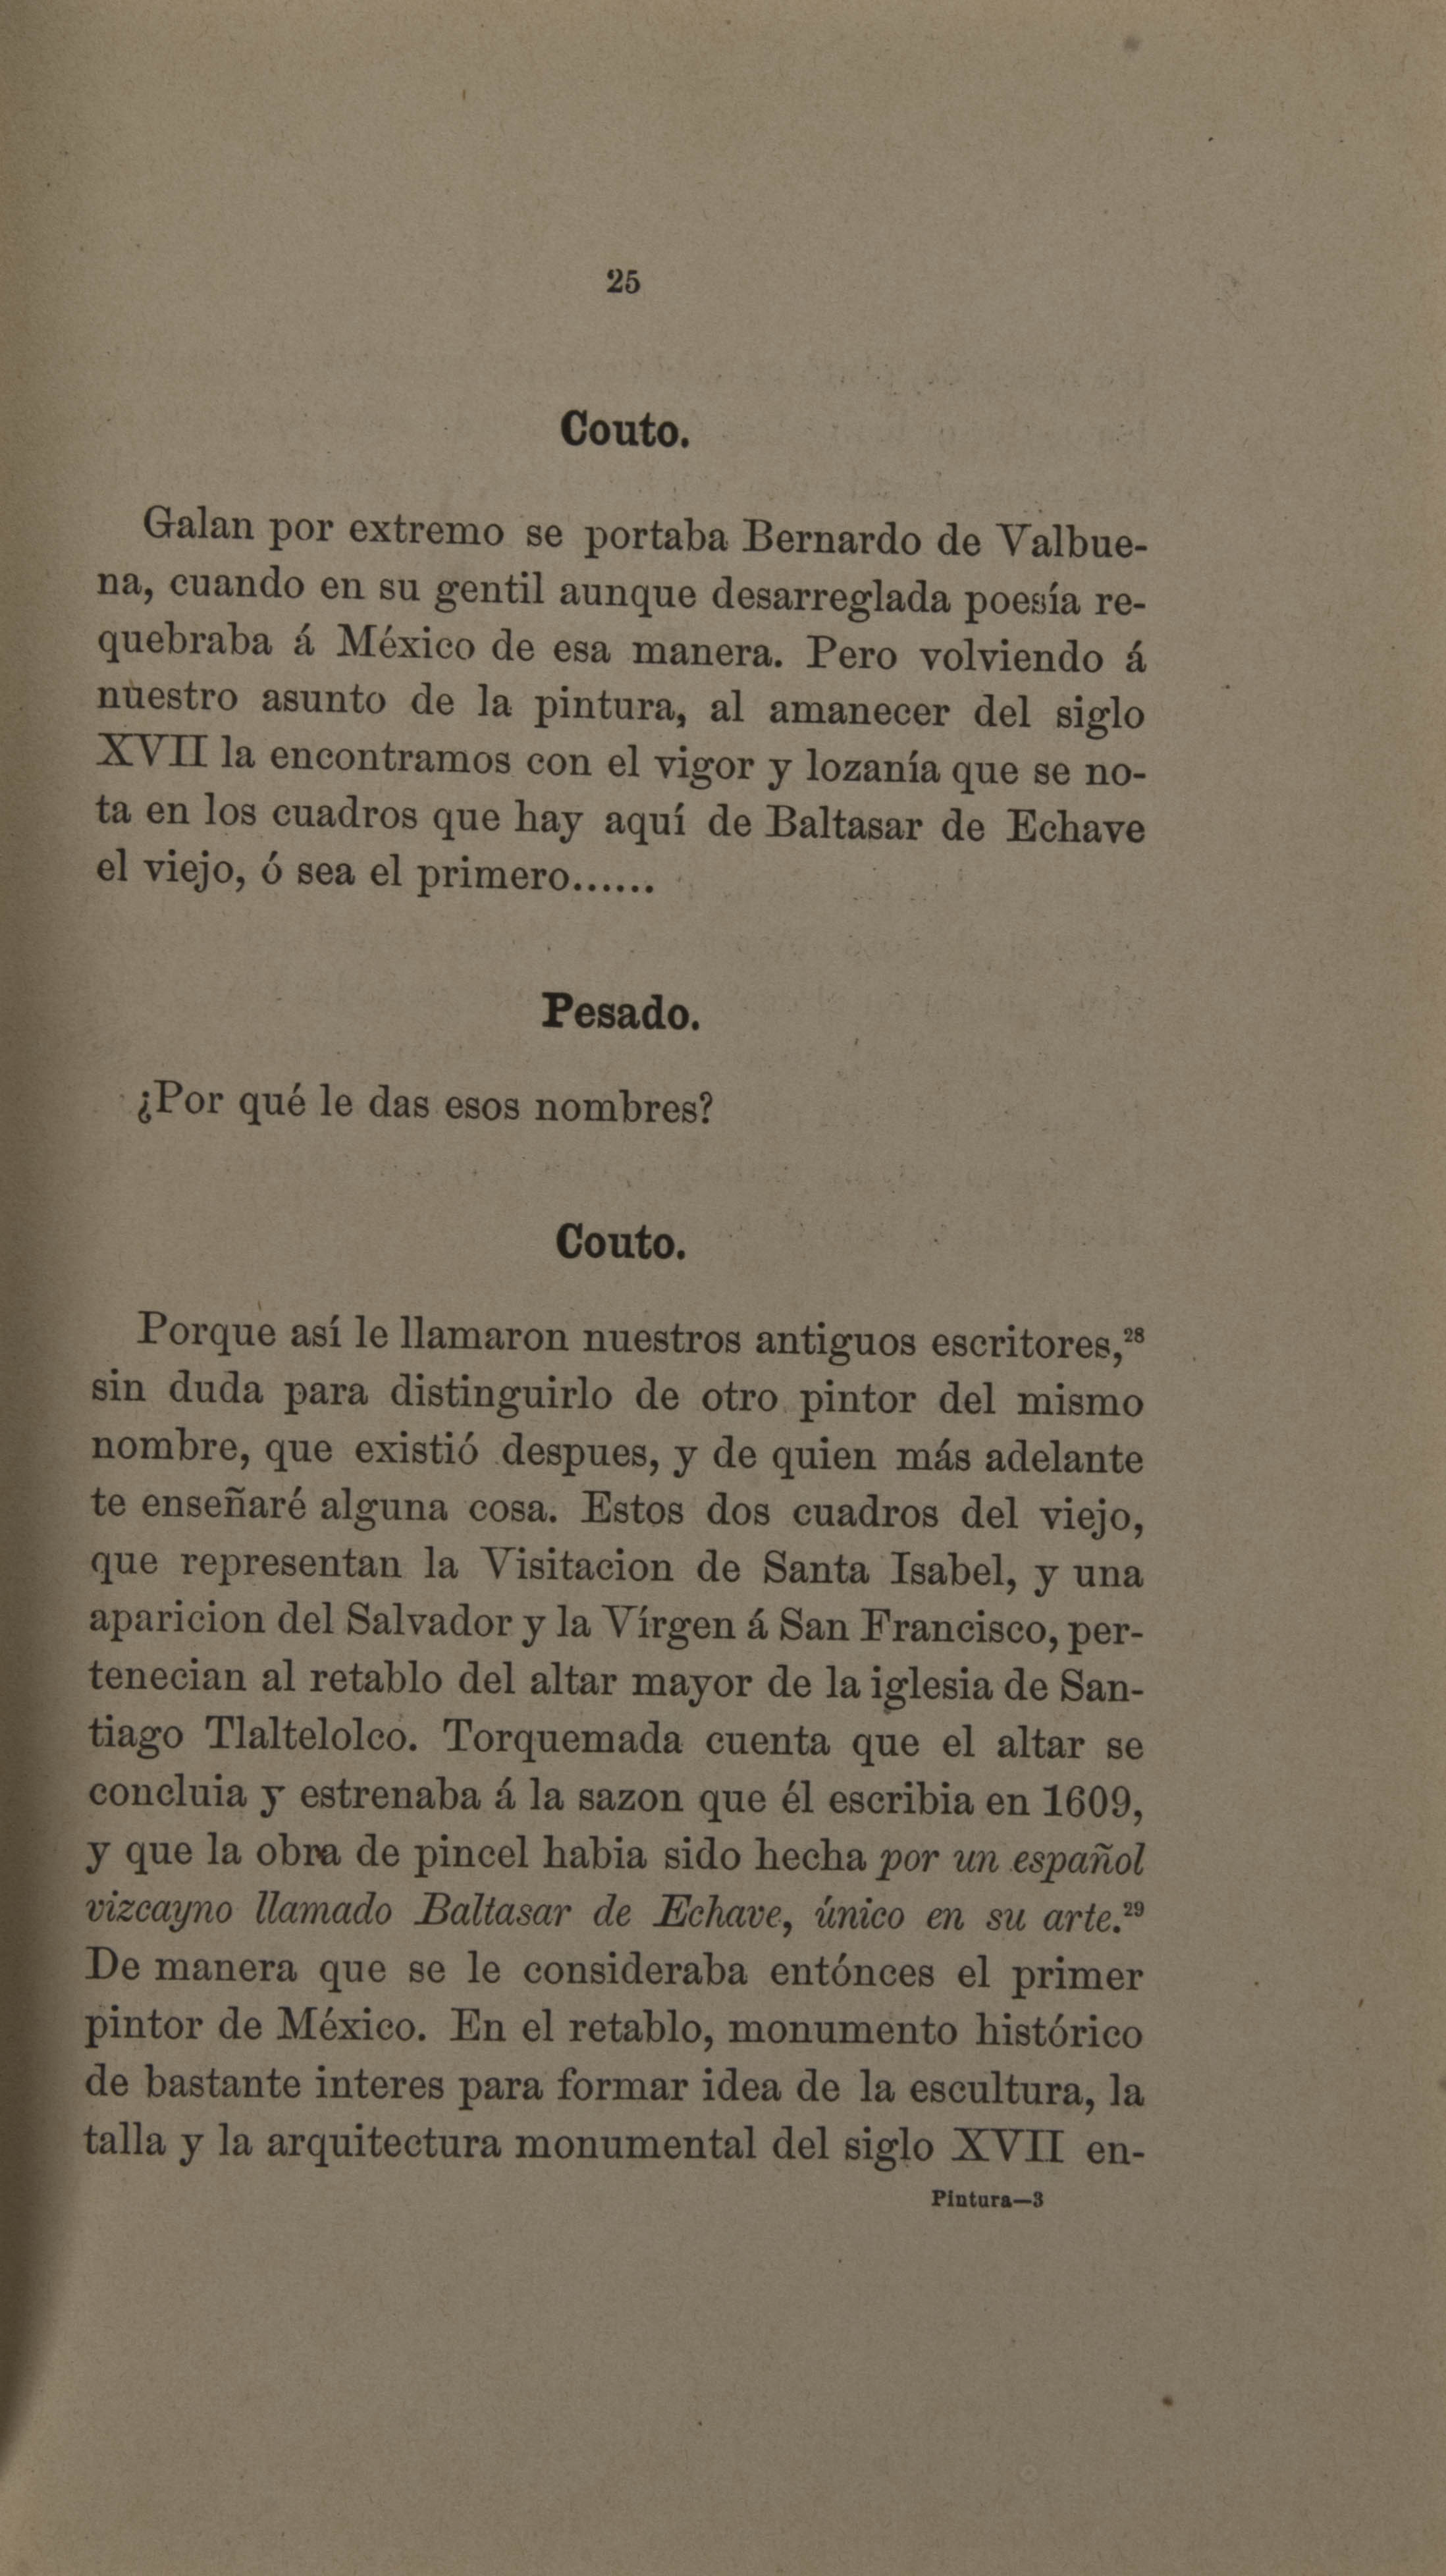 25
Couto.
Galan por extremo se portaba Bernardo de Valbue-
na, cuando en su gentil aunque desarreglada poesía re-
quebraba á México de esa manera. Pero volviendo á
nuestro asunto de la pintura, al amanecer del siglo
XVII la encontramos con el vigor y lozanía que se no-
ta en los cuadros que hay aquí de Baltasar de Echave
el viejo, ó sea el primero......
Pesado.
¿Por qué le das esos nombres?
Couto.
Porque así le llamaron nuestros antiguos escritores,²⁸
sin duda para distinguirlo de otro pintor del mismo
nombre, que existió despues, y de quien más adelante
te enseñaré alguna cosa. Estos dos cuadros del viejo,
que representan la Visitacion de Santa Isabel, y una
aparicion del Salvador y la Vírgen á San Francisco, per-
tenecian al retablo del altar mayor de la iglesia de San-
tiago Tlaltelolco. Torquemada cuenta que el altar se
concluia y estrenaba á la sazon que él escribia en 1609,
y que la obra de pincel habia sido hecha por un español
vizcayno llamado Baltasar de Echave, único en su arte.²⁹
De manera que se le consideraba entónces el primer
pintor de México. En el retablo, monumento histórico
de bastante interes para formar idea de la escultura, la
talla y la arquitectura monumental del siglo XVII en-
Pintura—3